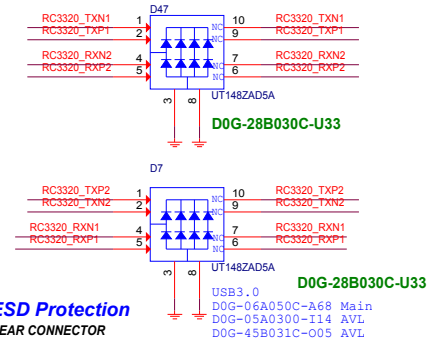 D47
RC3320_TXN1 1 10 RC3320_TXN1
RC3320_TXP1 2 NC 9 RC3320_TXP1
NC
RC3320_RXN2 4 7 RC3320_RXN2
RC3320_RXP2 5 NC 6 RC3320_RXP2
NC
3 8 UT148ZAD5A
D0G-28B030C-U33
D7
RC3320_TXP2 1 10 RC3320_TXP2
RC3320_TXN2 2 NC 9 RC3320_TXN2
NC
RC3320_RXN1 4 7 RC3320_RXN1
RC3320_RXP1 5 NC 6 RC3320_RXP1
NC
3 8 UT148ZAD5A
D0G-28B030C-U33
USB3.0
D0G-06A050C-A68 Main
D0G-05A0300-I14 AVL
D0G-45B031C-O05 AVL
ESD Protection
EAR CONNECTOR